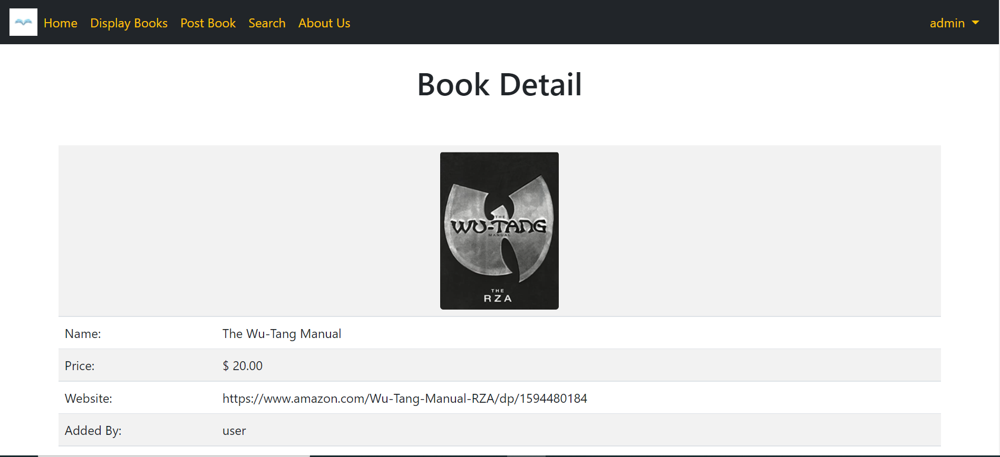 Home Display Books Post Book Search About Us admin
Book Detail
THE
WU-TANG
MANUAL
THE
RZA
Name: The Wu-Tang Manual
Price: $ 20.00
Website: https://www.amazon.com/Wu-Tang-Manual-RZA/dp/1594480184
Added By: user